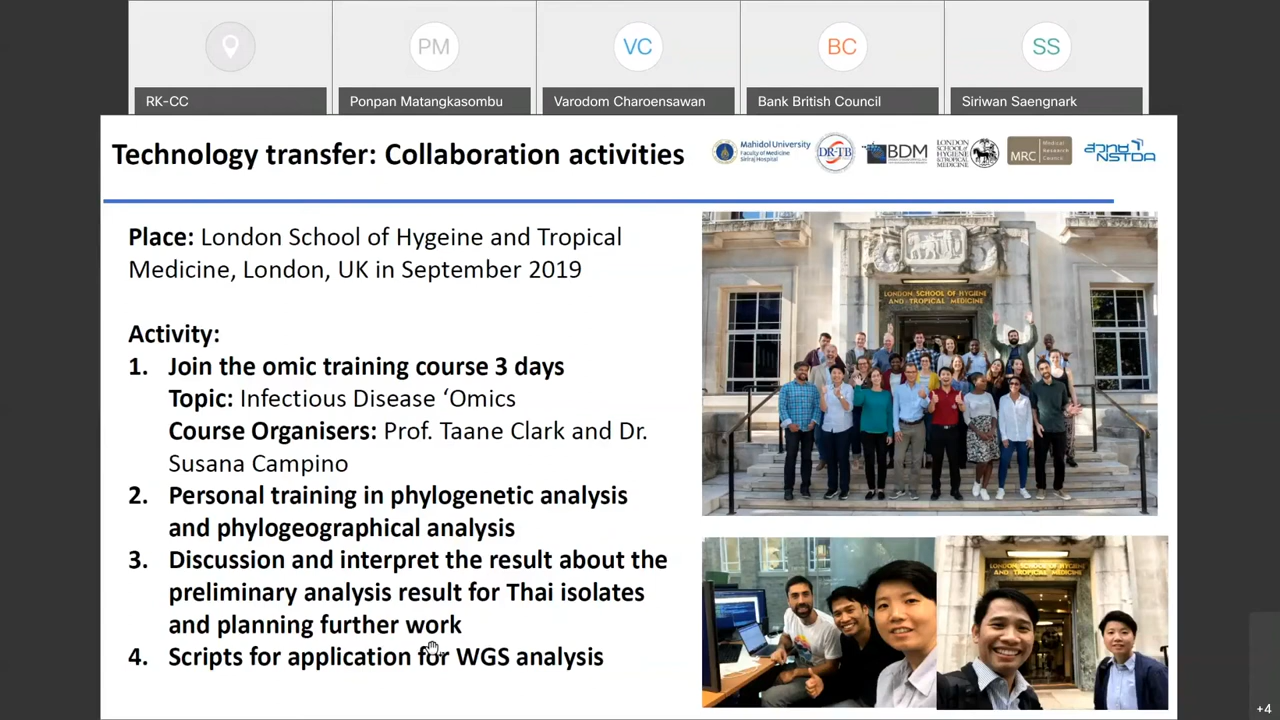 PM
VC
BC
SS
RK-CC
Ponpan Matangkasombu
Varodom Charoensawan
Bank British Council
Siriwan Saengnark
Technology transfer: Collaboration activities
Mahidol University
Faculty of Medicine
Siriraj Hospital
DR-TB
BDM
LONDON
SCHOOL of
HYGIENE
& TROPICAL
MEDICINE
MRC
Medical
Research
Council
สวทช
NSTDA
Place: London School of Hygeine and Tropical
Medicine, London, UK in September 2019
LONDON SCHOOL OF HYGIENE
AND TROPICAL MEDICINE
Activity:
1. Join the omic training course 3 days
Topic: Infectious Disease ‘Omics
Course Organisers: Prof. Taane Clark and Dr.
Susana Campino
2. Personal training in phylogenetic analysis
and phylogeographical analysis
3. Discussion and interpret the result about the
preliminary analysis result for Thai isolates
and planning further work
4. Scripts for application for WGS analysis
LONDON SCHOOL OF HYGIENE
AND TROPICAL MEDICINE
+4